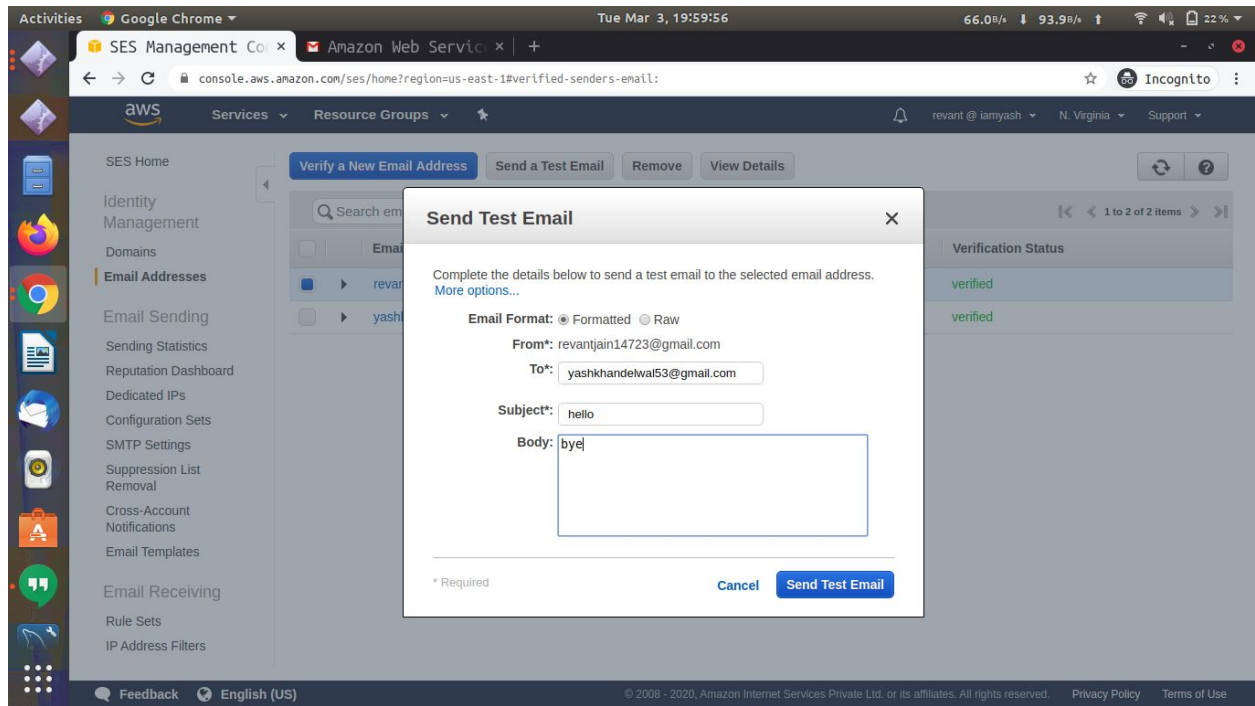 Activities Google Chrome Tue Mar 3, 19:59:56 66.0B/s 93.9B/s 22 %
SES Management Co Amazon Web Servic
console.aws.amazon.com/ses/home?region=us-east-1#verified-senders-email: Incognito
aws Services Resource Groups revant @ iamyash N. Virginia Support
SES Home
Identity
Management
Domains
Email Addresses
Email Sending
Sending Statistics
Reputation Dashboard
Dedicated IPs
Configuration Sets
SMTP Settings
Suppression List
Removal
Cross-Account
Notifications
Email Templates
Email Receiving
Rule Sets
IP Address Filters
Verify a New Email Address Send a Test Email Remove View Details
Search em 1 to 2 of 2 items
Emai Verification Status
revar verified
yashl verified
Send Test Email
Complete the details below to send a test email to the selected email address.
More options...
Email Format: Formatted Raw
From*: revantjain14723@gmail.com
To*: yashkhandelwal53@gmail.com
Subject*: hello
Body: bye
* Required Cancel Send Test Email
Feedback English (US) © 2008 - 2020, Amazon Internet Services Private Ltd. or its affiliates. All rights reserved. Privacy Policy Terms of Use